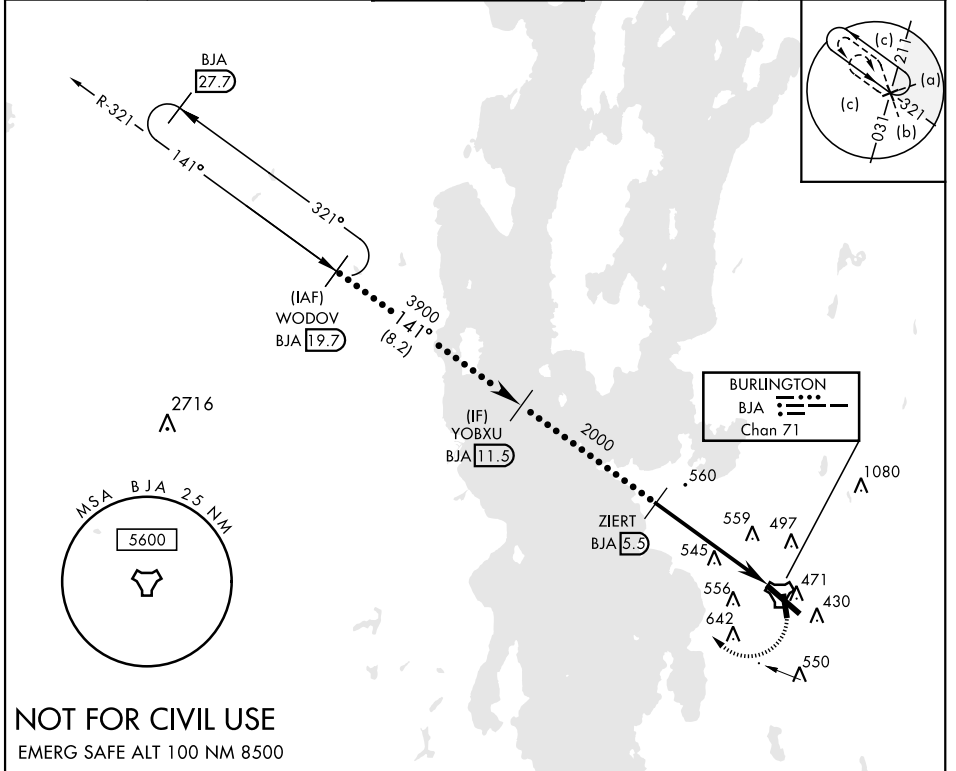 BJA
27.7
R-321
141°
321°
(IAF)
WODOV
BJA 19.7
3900
141°
(8.2)
(IF)
YOBXU
BJA 11.5
2000
ZIERT
BJA 5.5
BURLINGTON
BJA
Chan 71
2716
560
1080
559
497
545
471
556
430
642
550
MSA BJA 25 NM
5600
(c)
211
(a)
(c)
321
031
(b)
NOT FOR CIVIL USE
EMERG SAFE ALT 100 NM 8500